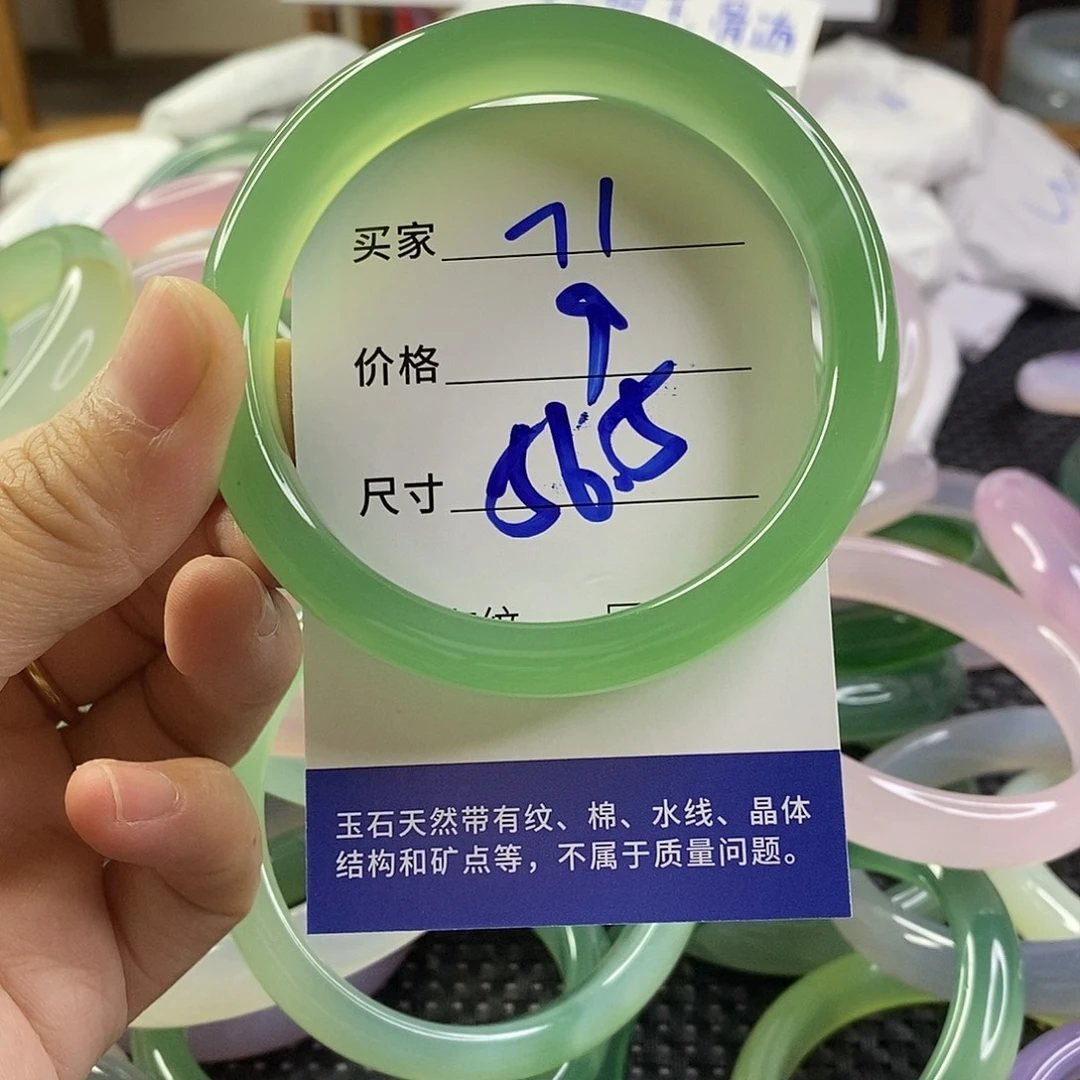 买家 71
价格 ↑
尺寸 56.5
玉石天然带有纹、棉、水线、晶体
结构和矿点等，不属于质量问题。